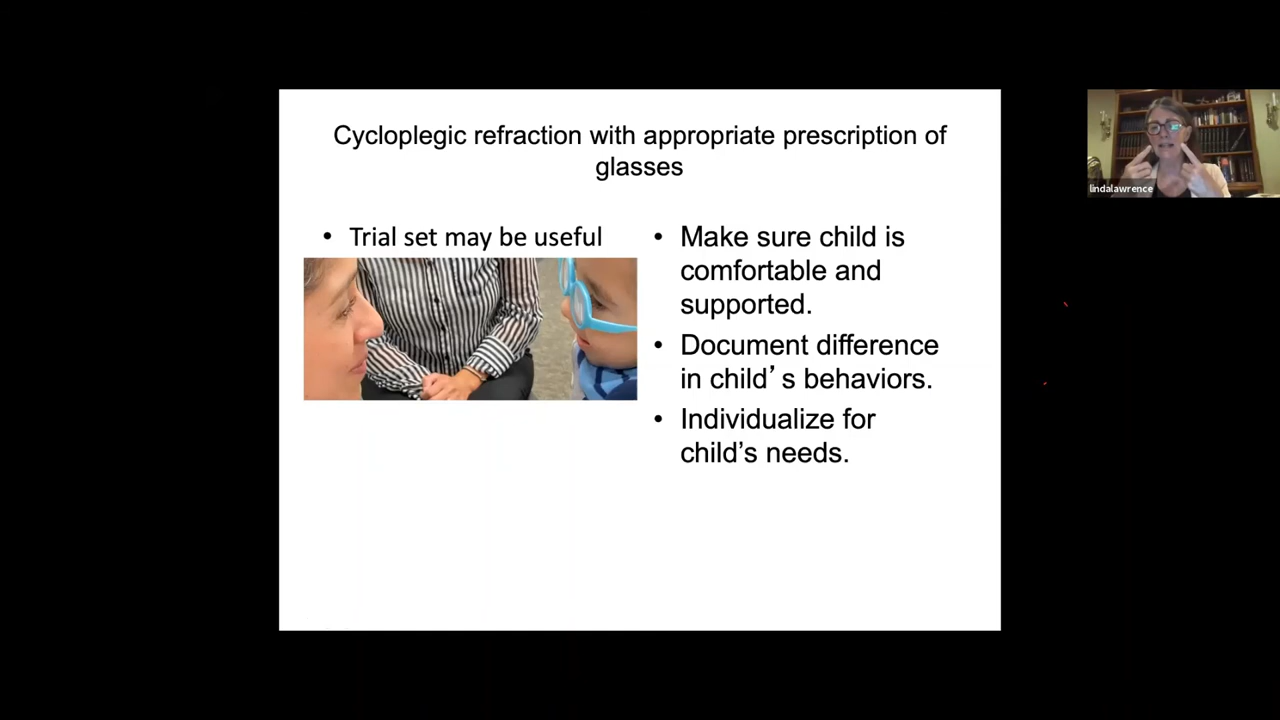 Cycloplegic refraction with appropriate prescription of
glasses
• Trial set may be useful
• Make sure child is
comfortable and
supported.
• Document difference
in child’s behaviors.
• Individualize for
child’s needs.
lindalawrence